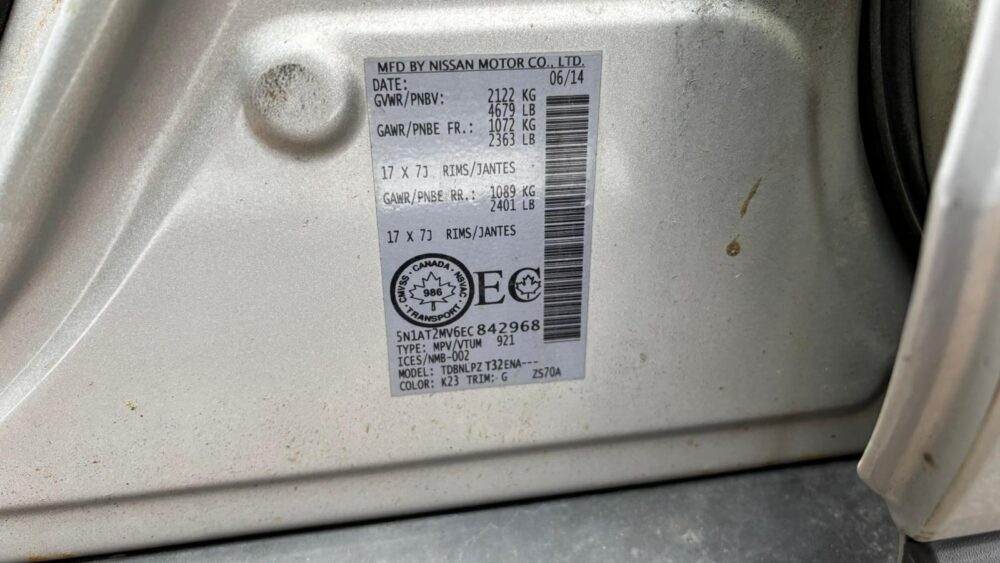 MFD BY NISSAN MOTOR CO., LTD.
DATE: 06/14
GVWR/PNBV: 2122 KG
4679 LB
GAWR/PNBE FR.: 1072 KG
2363 LB
17 X 7J RIMS/JANTES
GAWR/PNBE RR.: 1089 KG
2401 LB
17 X 7J RIMS/JANTES
CMVSS · CANADA · NSVAC · TRANSPORT ·
986
EC
5N1AT2MV6EC842968
TYPE: MPV/VTUM 921
ICES/NMB-002
MODEL: TDBNLPZ T32ENA---
COLOR: K23 TRIM: G ZS70A